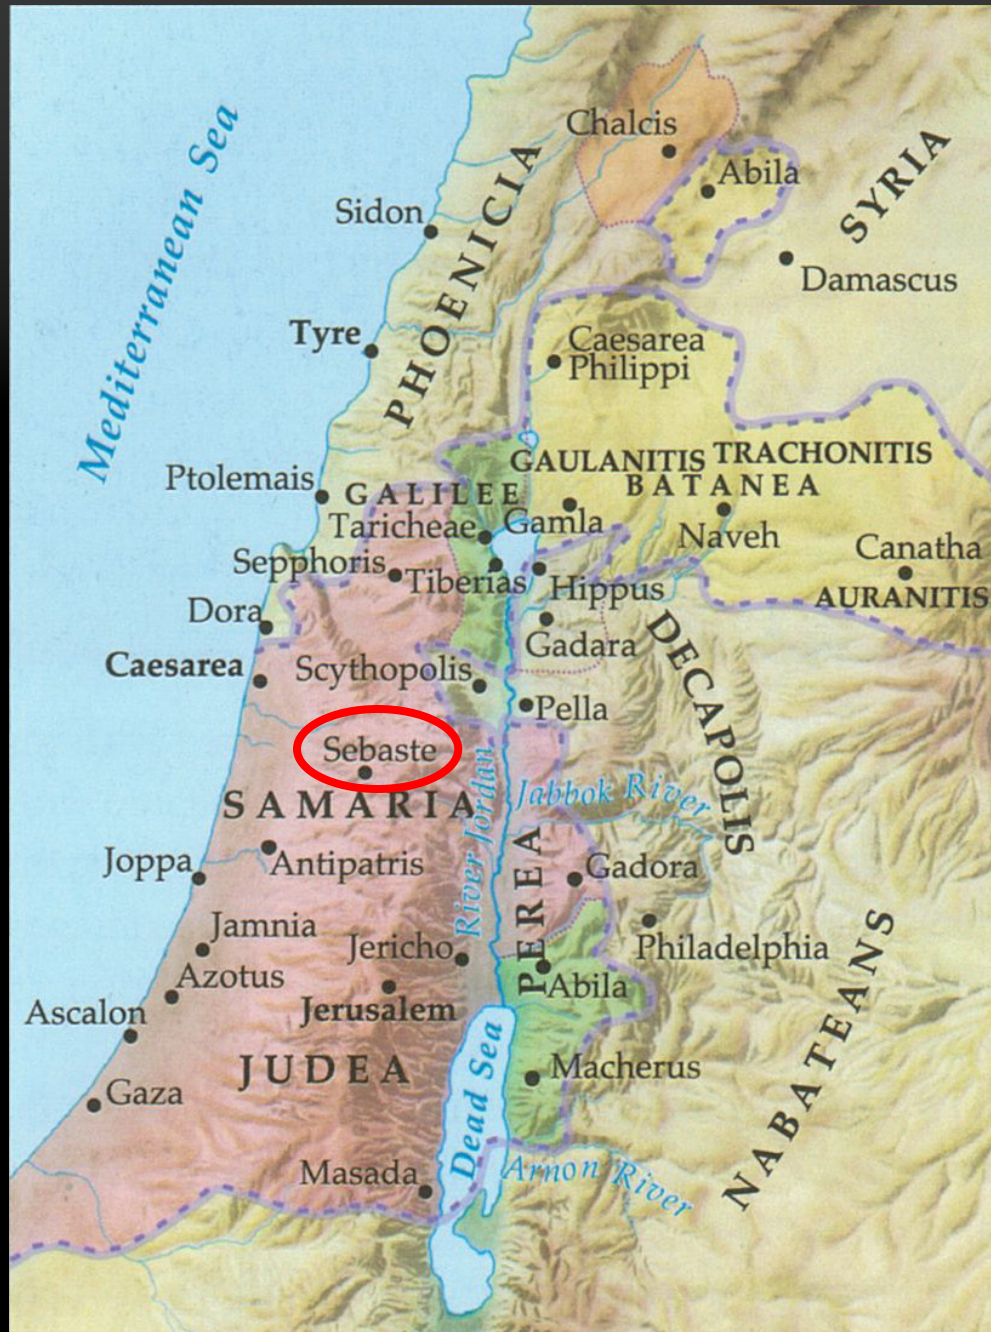 Chalcis
Abila
SYRIA
Mediterranean Sea
Sidon
PHOENICIA
Damascus
Tyre
Caesarea
Philippi
GAULANITIS TRACHONITIS
BATANEA
Ptolemais
GALILEE
Taricheae
Gamla
Naveh
Canatha
Sepphoris
Tiberias
Hippus
AURANITIS
Dora
Gadara
DECAPOLIS
Caesarea
Scythopolis
Pella
Sebaste
SAMARIA
River Jordan
Jabbok River
Joppa
Antipatris
PEREA
Gadora
Jamnia
Jericho
Philadelphia
Azotus
Abila
Ascalon
Jerusalem
NABATEANS
JUDEA
Dead Sea
Macherus
Gaza
Masada
Arnon River